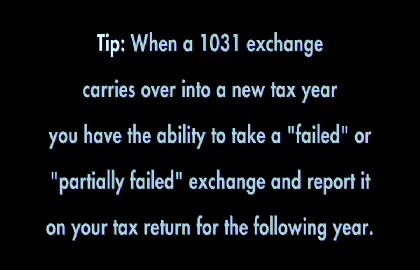 Tip: When a 1031 exchange
carries over into a new tax year
you have the ability to take a "failed" or
"partially failed" exchange and report it
on your tax return for the following year.